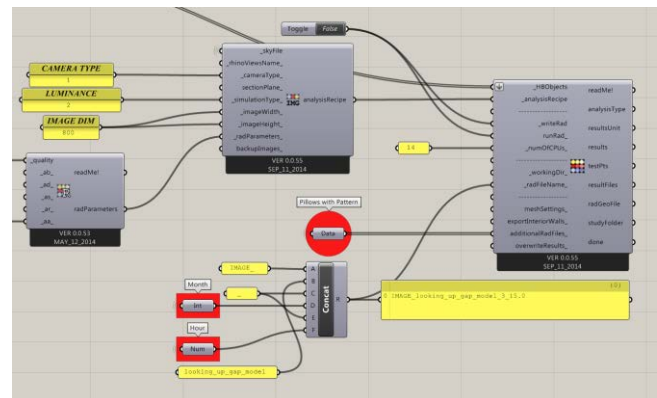 Toggle False
_skyFile
_rhinoViewsName_
_cameraType_
sectionPlane_
_simulationType_
IMG
analysisRecipe
_imageWidth_
_imageHeight_
_radParameters_
backupImages_
VER 0.0.55
SEP_11_2014
CAMERA TYPE
1
LUMINANCE
2
IMAGE DIM
800
_quality
_ab_
_ad_
_as_
_ar_
_aa_
readMe!
radParameters
VER 0.0.53
MAY_12_2014
_HBObjects
_analysisRecipe
_writeRad
runRad_
_numOfCPUs_
_workingDir_
_radFileName_
meshSettings_
exportInteriorWalls_
additionalRadFiles_
overwriteResults_
readMe!
analysisType
resultsUnit
results
testPts
resultFiles
radGeoFile
studyFolder
done
VER 0.0.55
SEP_11_2014
14
Pillows with Pattern
Data
IMAGE_
_
Month
Int
Hour
Num
looking_up_gap_model
A
B
C
D
E
F
Concat
R
{0}
0 IMAGE_looking_up_gap_model_3_15.0